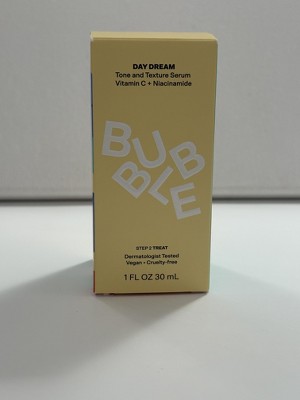 DAY DREAM
Tone and Texture Serum
Vitamin C + Niacinamide
BUBBLE
STEP 2 TREAT
Dermatologist Tested
Vegan + Cruelty-free
1 FL OZ 30 mL